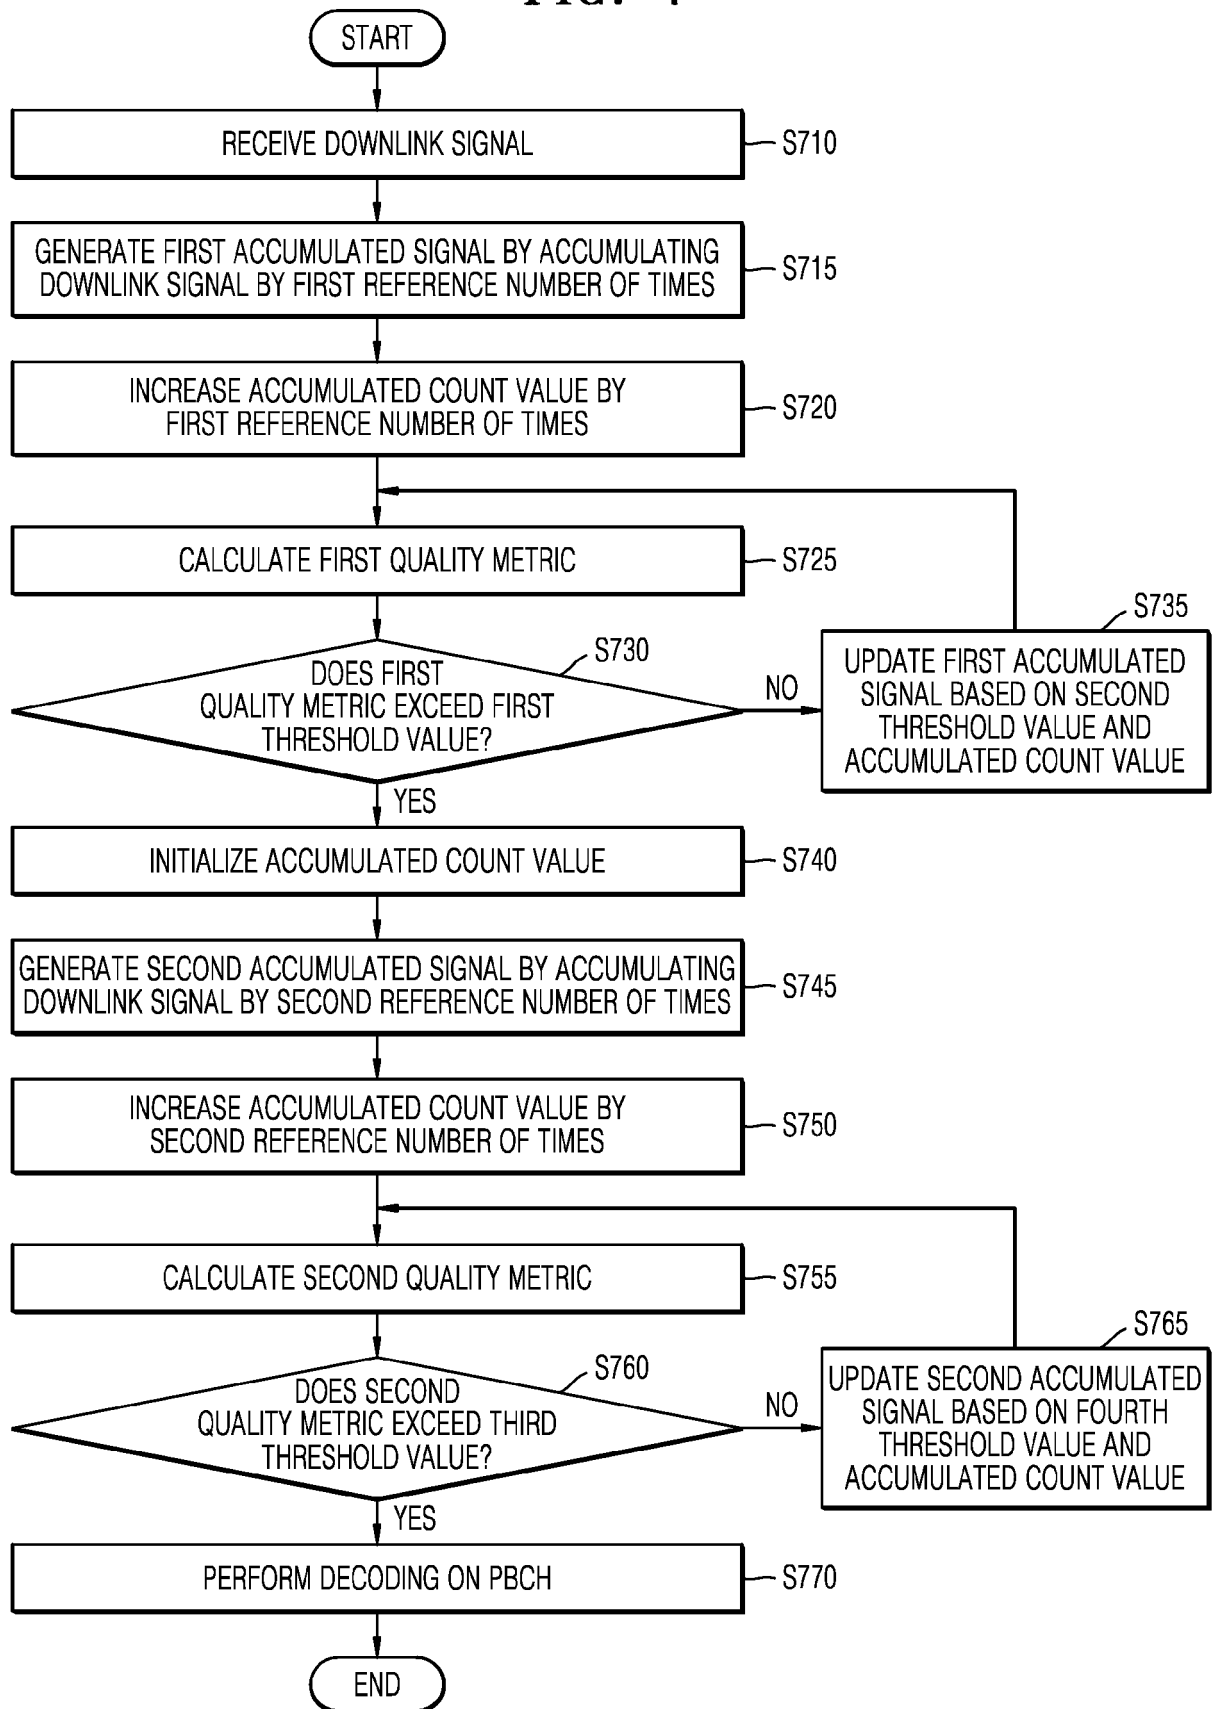 START
RECEIVE DOWNLINK SIGNAL
S710
GENERATE FIRST ACCUMULATED SIGNAL BY ACCUMULATING
DOWNLINK SIGNAL BY FIRST REFERENCE NUMBER OF TIMES
S715
INCREASE ACCUMULATED COUNT VALUE BY
FIRST REFERENCE NUMBER OF TIMES
S720
CALCULATE FIRST QUALITY METRIC
S725
DOES FIRST
QUALITY METRIC EXCEED FIRST
THRESHOLD VALUE?
S730
NO
S735
UPDATE FIRST ACCUMULATED
SIGNAL BASED ON SECOND
THRESHOLD VALUE AND
ACCUMULATED COUNT VALUE
YES
INITIALIZE ACCUMULATED COUNT VALUE
S740
GENERATE SECOND ACCUMULATED SIGNAL BY ACCUMULATING
DOWNLINK SIGNAL BY SECOND REFERENCE NUMBER OF TIMES
S745
INCREASE ACCUMULATED COUNT VALUE BY
SECOND REFERENCE NUMBER OF TIMES
S750
CALCULATE SECOND QUALITY METRIC
S755
DOES SECOND
QUALITY METRIC EXCEED THIRD
THRESHOLD VALUE?
S760
NO
S765
UPDATE SECOND ACCUMULATED
SIGNAL BASED ON FOURTH
THRESHOLD VALUE AND
ACCUMULATED COUNT VALUE
YES
PERFORM DECODING ON PBCH
S770
END